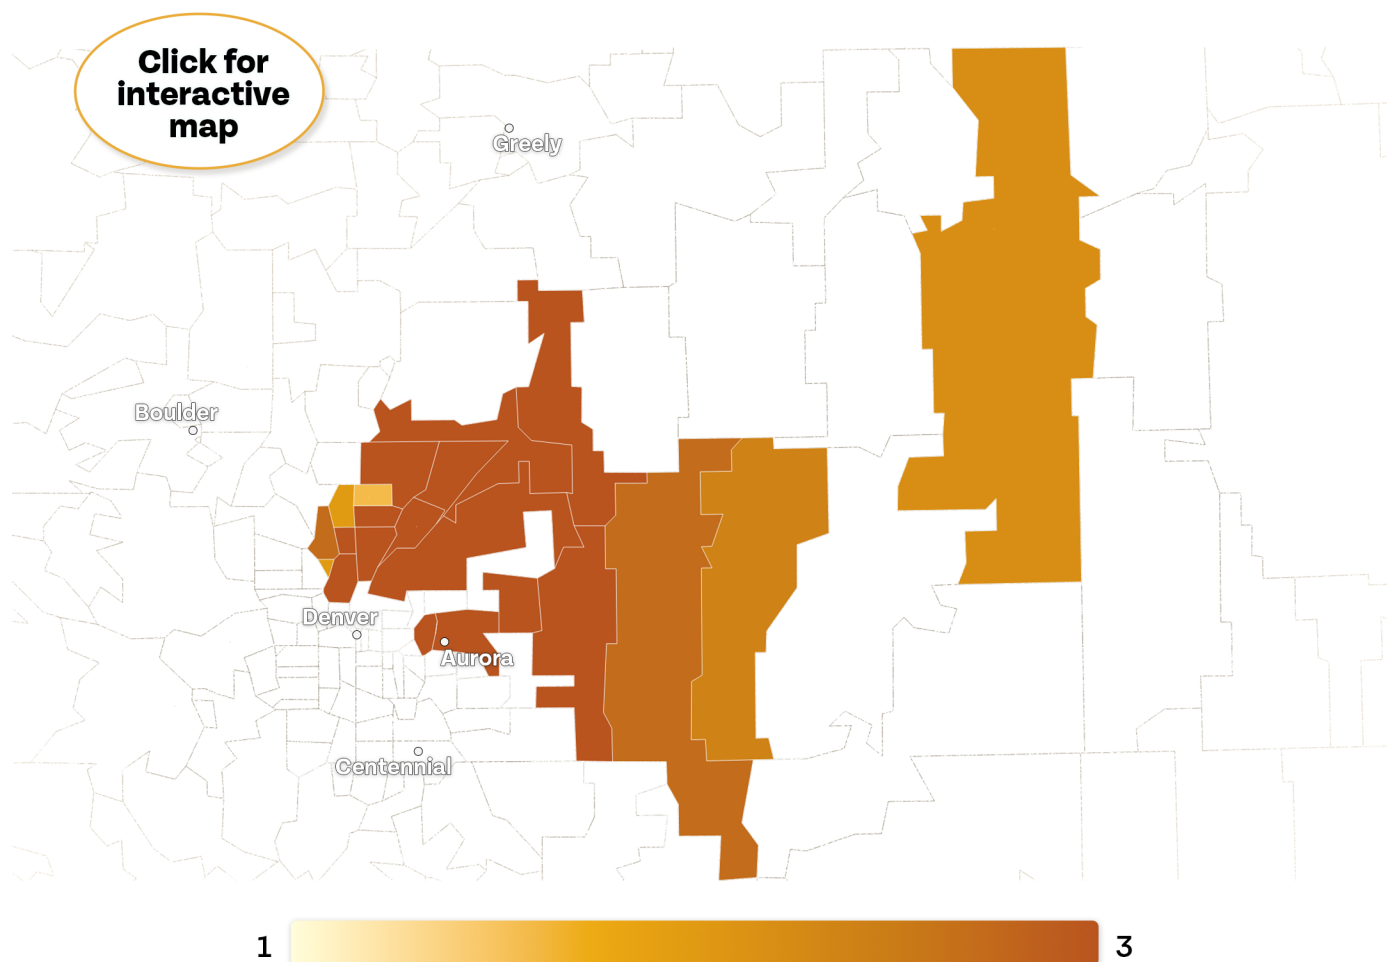 Click for
interactive
map
Greely
Boulder
Denver
Aurora
Centennial
1
3